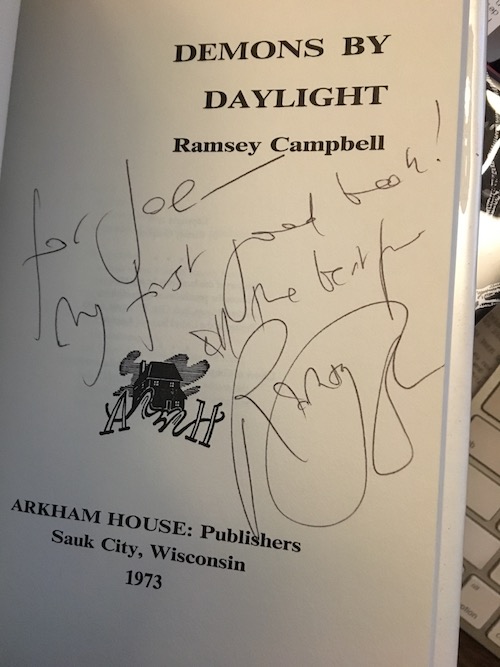 DEMONS BY
DAYLIGHT
Ramsey Campbell
for Joe —
my first good book!
All the best from
Ramsey
ARKHAM HOUSE: Publishers
Sauk City, Wisconsin
1973
option